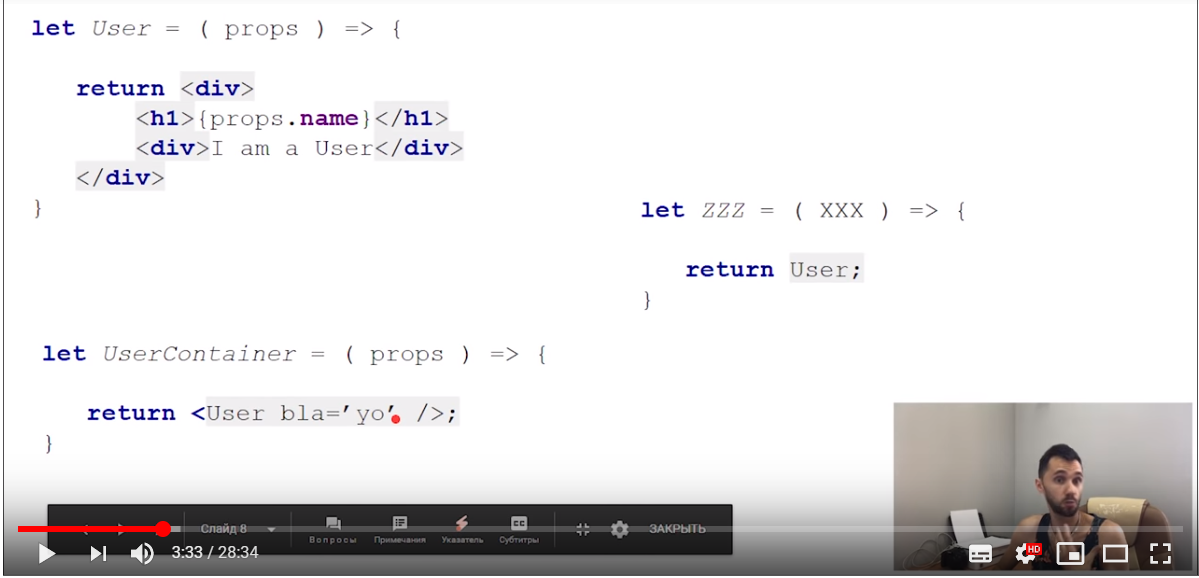 let User = ( props ) => {
return <div>
<h1>{props.name}</h1>
<div>I am a User</div>
</div>
}
let ZZZ = ( XXX ) => {
return User;
}
let UserContainer = ( props ) => {
return <User bla=’yo’ />;
}
Слайд 8
Вопросы
Примечания
Указатель
CC
Субтитры
ЗАКРЫТЬ
3:33 / 28:34
HD